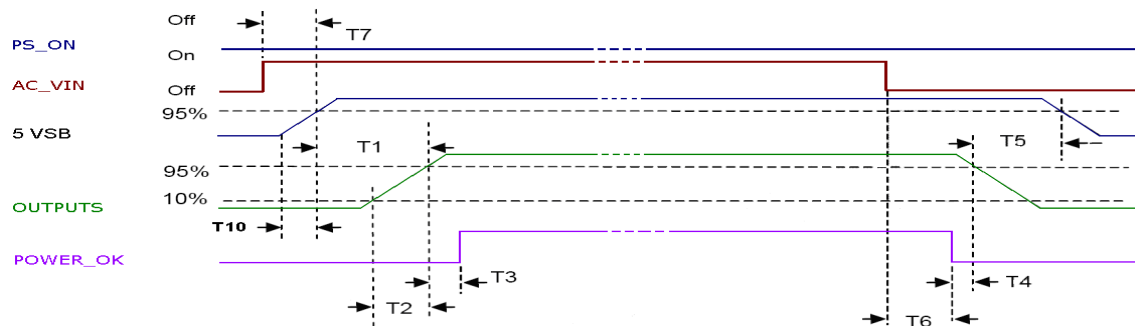 Off
T7
PS_ON
On
AC_VIN
Off
95%
5 VSB
T1
T5
95%
10%
OUTPUTS
T10
POWER_OK
T3
T4
T2
T6